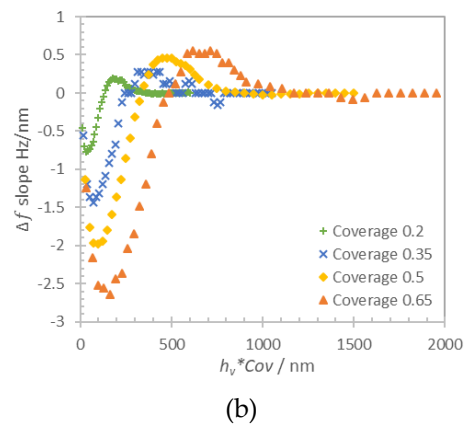 1
0.5
0
-0.5
-1
-1.5
-2
-2.5
-3
Δf slope Hz/nm
Coverage 0.2
Coverage 0.35
Coverage 0.5
Coverage 0.65
0 500 1000 1500 2000
hᵥ*Cov / nm
(b)